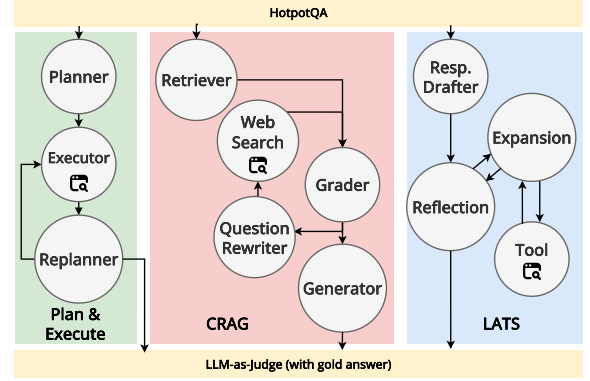 HotpotQA
Planner
Executor
Replanner
Plan &
Execute
Retriever
Web
Search
Grader
Question
Rewriter
Generator
CRAG
Resp.
Drafter
Expansion
Reflection
Tool
LATS
LLM-as-Judge (with gold answer)